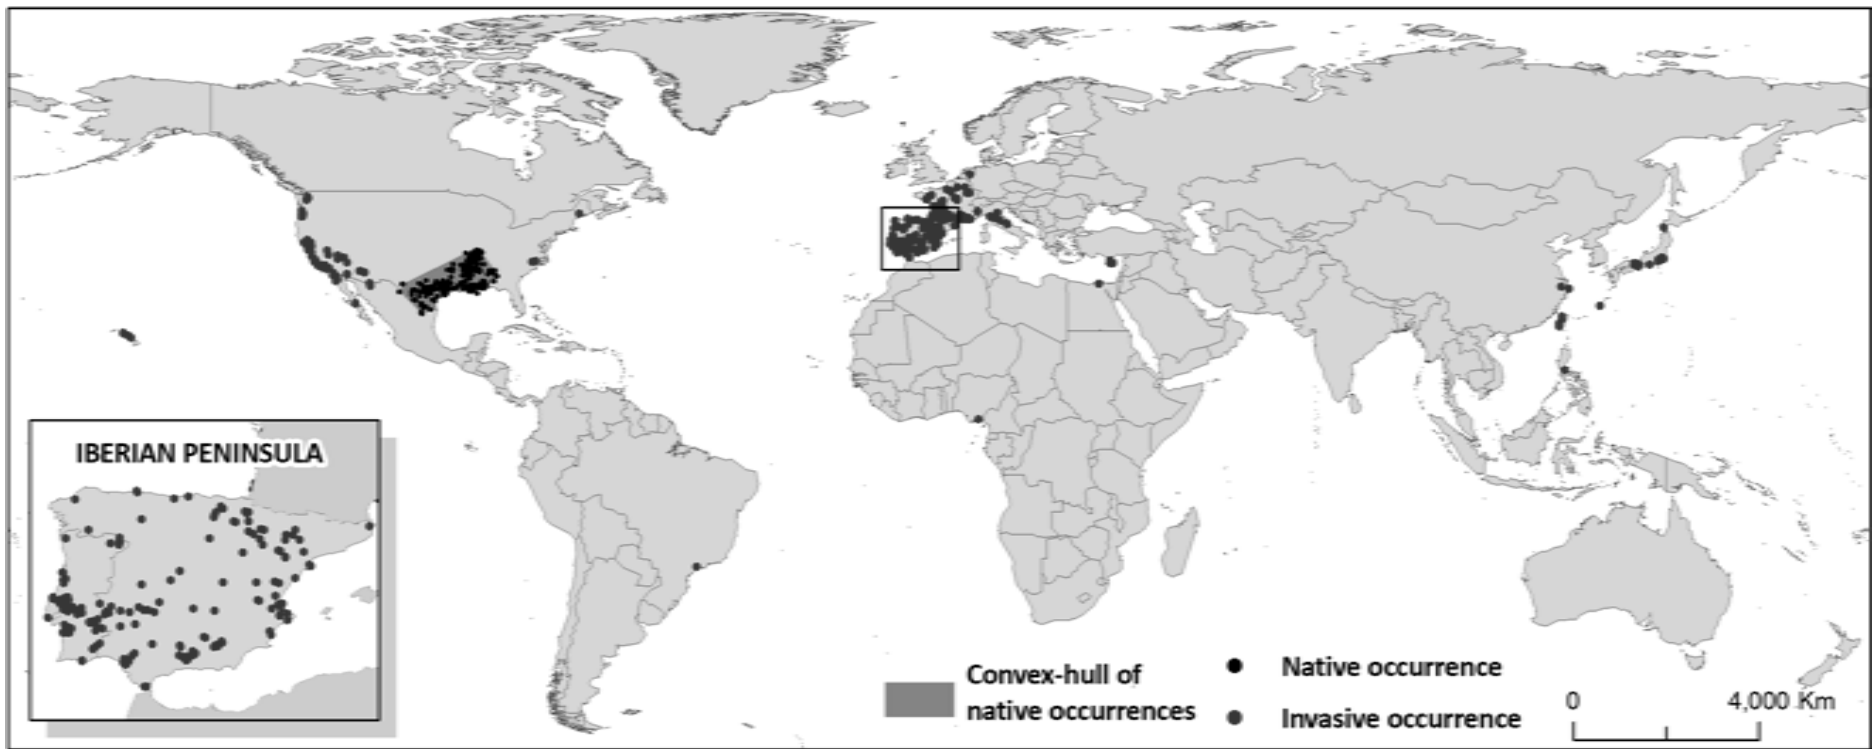 IBERIAN PENINSULA
Convex-hull of
native occurrences
Native occurrence
Invasive occurrence
0 4,000 Km